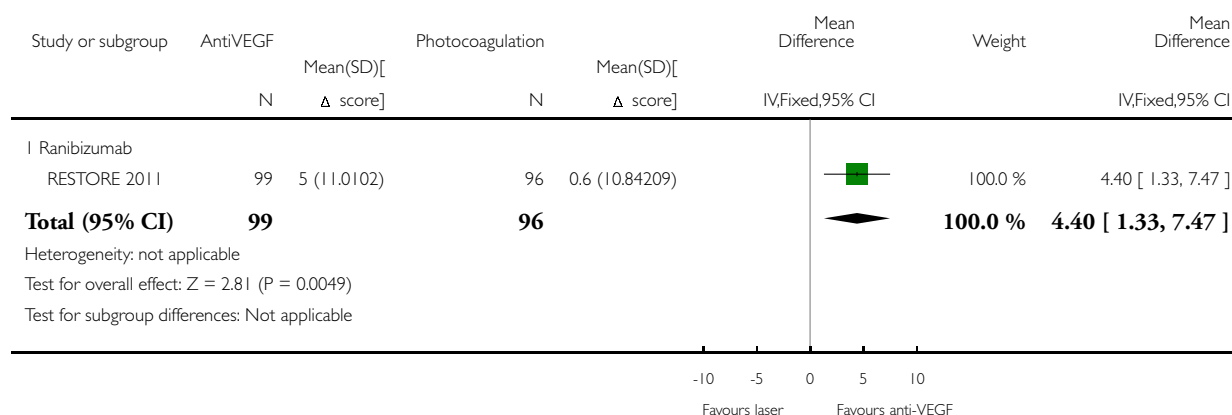 Mean Mean
Study or subgroup AntiVEGF Photocoagulation Difference Weight Difference
Mean(SD)[ Mean(SD)[
N Δ score] N Δ score] IV,Fixed,95% CI IV,Fixed,95% CI
1 Ranibizumab
RESTORE 2011 99 5 (11.0102) 96 0.6 (10.84209) 100.0 % 4.40 [ 1.33, 7.47 ]
Total (95% CI) 99 96 100.0 % 4.40 [ 1.33, 7.47 ]
Heterogeneity: not applicable
Test for overall effect: Z = 2.81 (P = 0.0049)
Test for subgroup differences: Not applicable
-10 -5 0 5 10
Favours laser Favours anti-VEGF